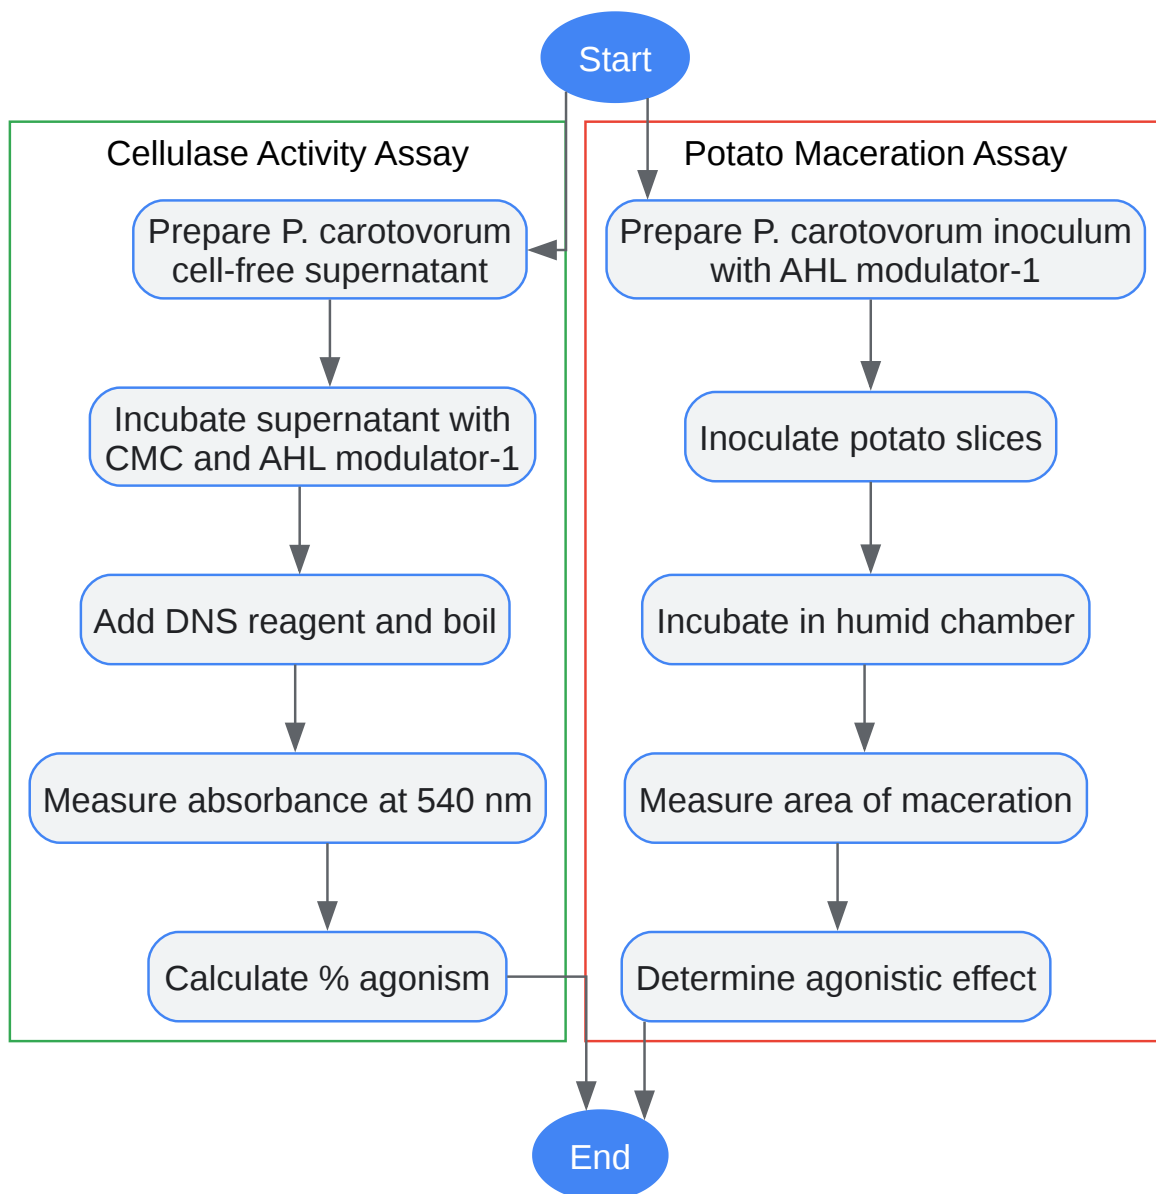 Start
Cellulase Activity Assay
Prepare P. carotovorum
cell-free supernatant
Incubate supernatant with
CMC and AHL modulator-1
Add DNS reagent and boil
Measure absorbance at 540 nm
Calculate % agonism
Potato Maceration Assay
Prepare P. carotovorum inoculum
with AHL modulator-1
Inoculate potato slices
Incubate in humid chamber
Measure area of maceration
Determine agonistic effect
End